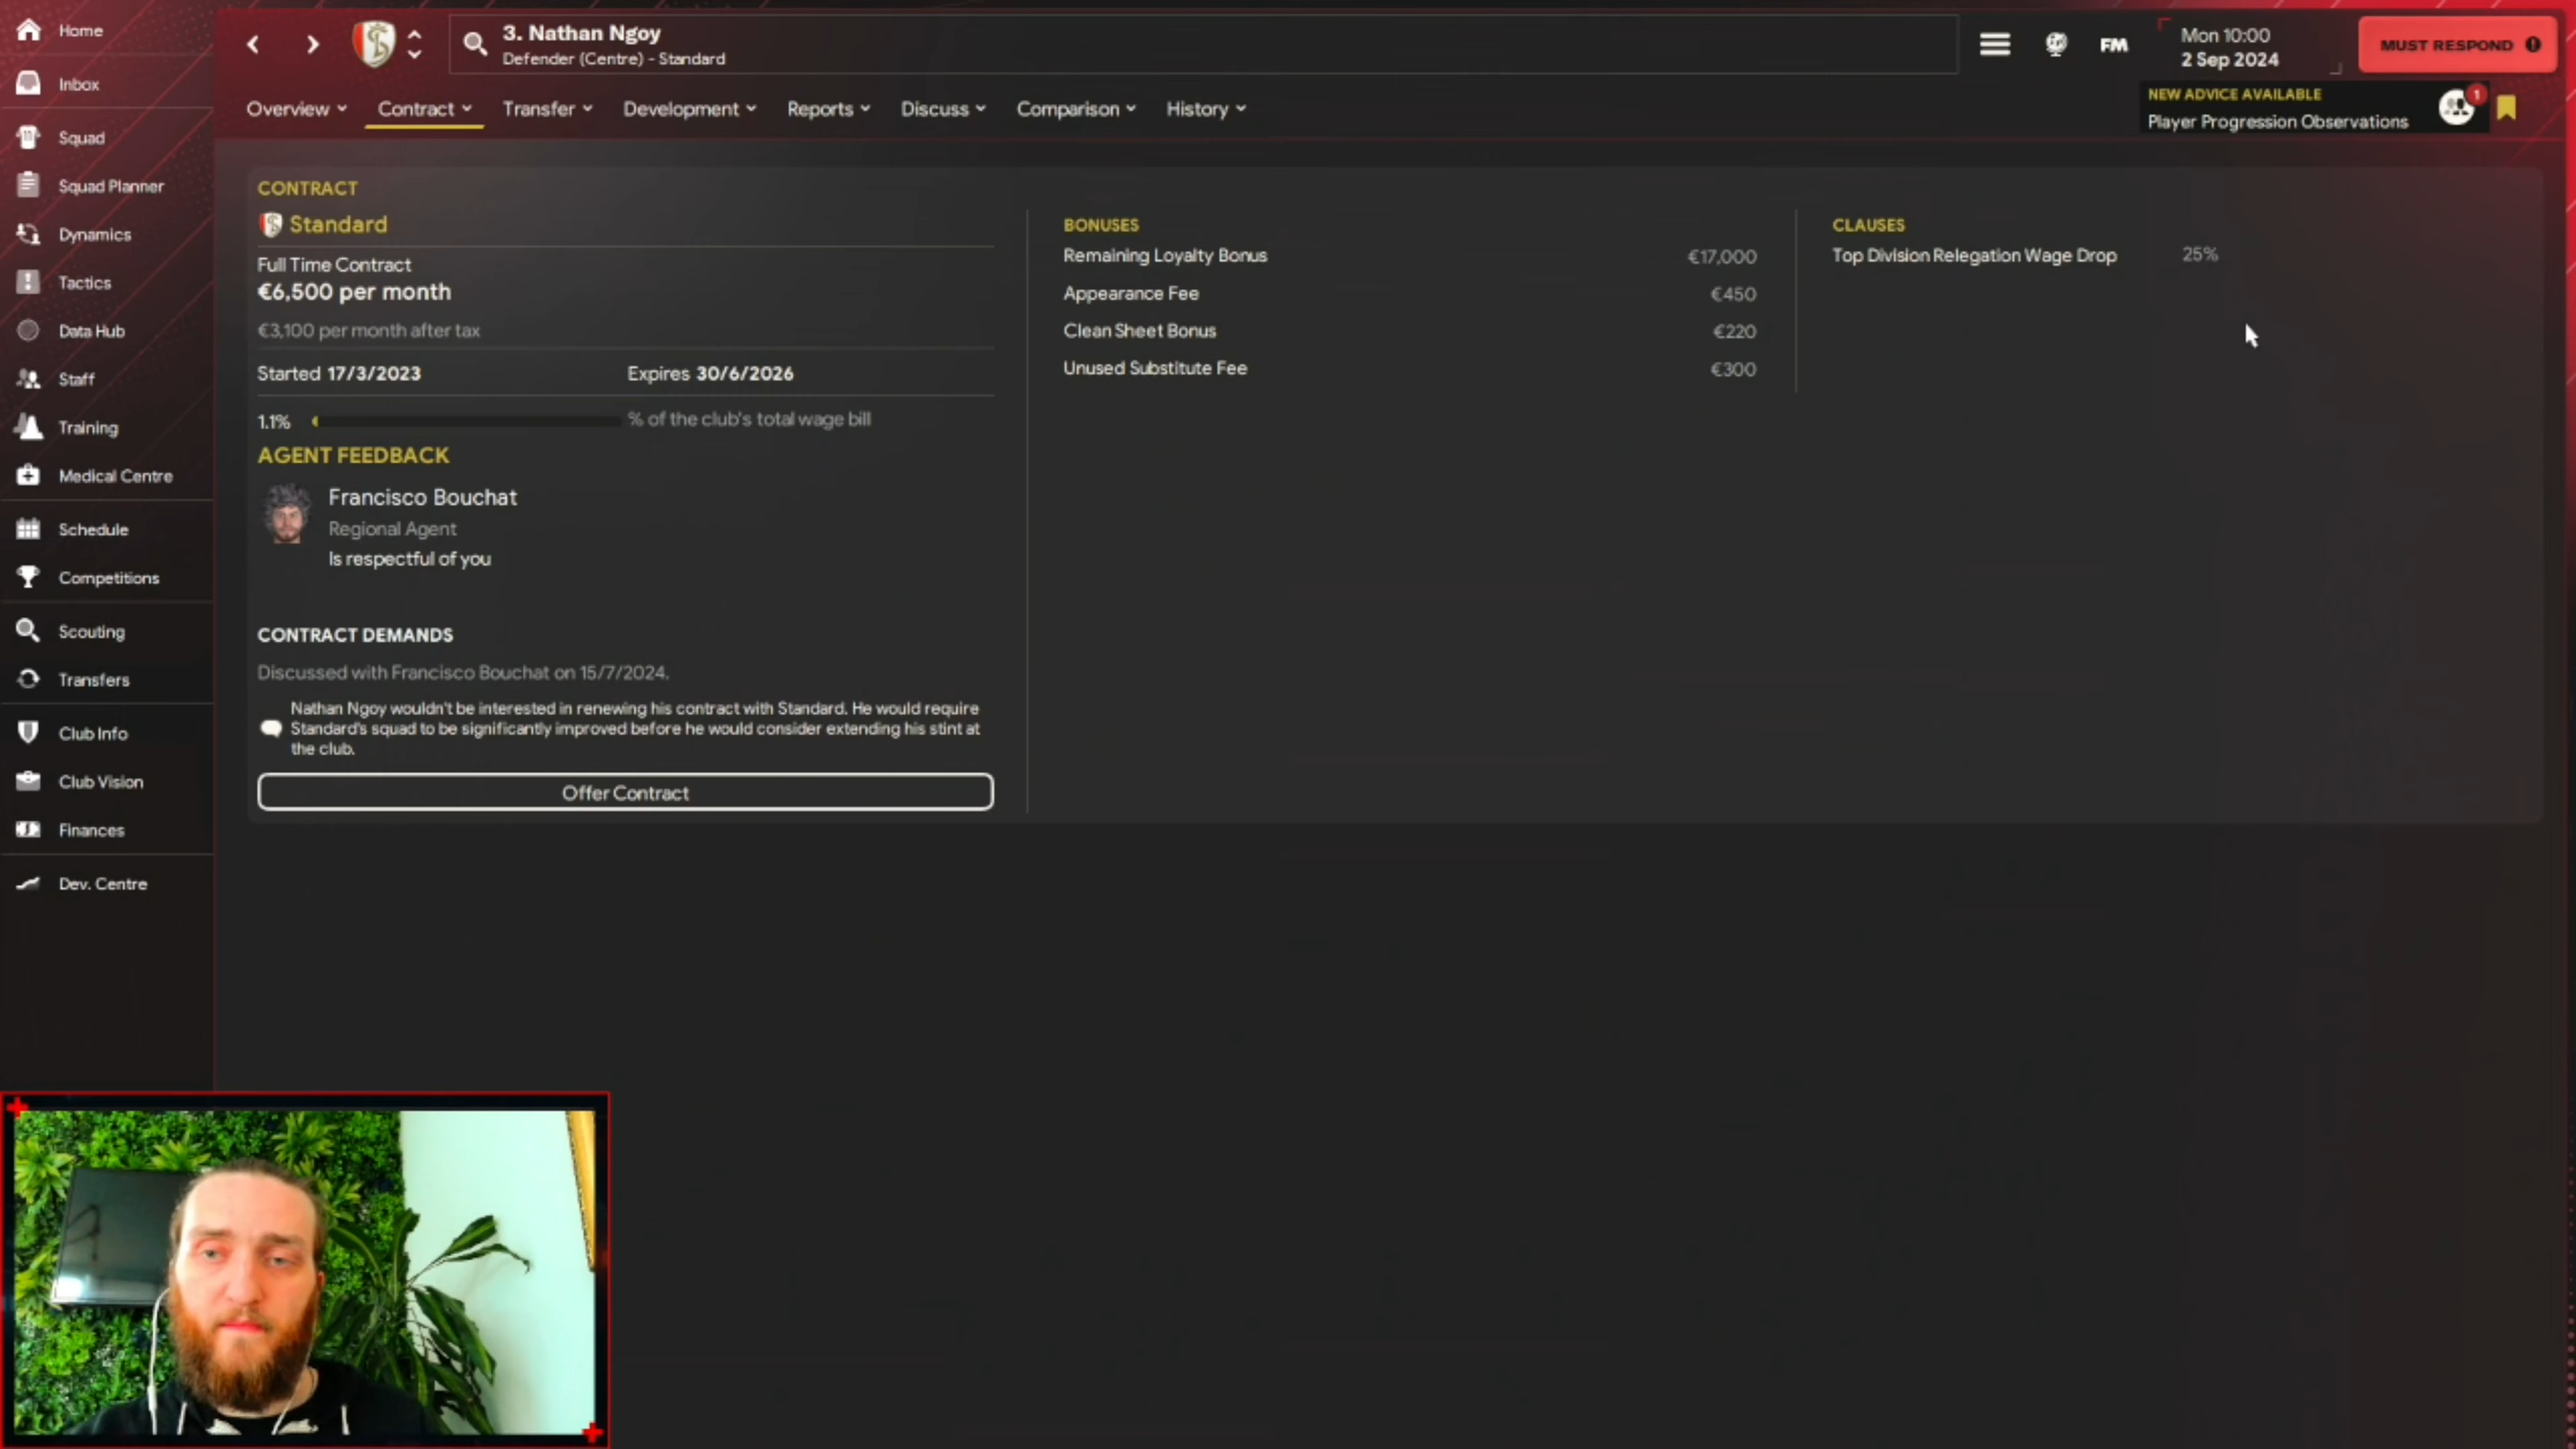 Home
Inbox
Squad
Squad Planner
Dynamics
Tactics
Data Hub
Staff
Training
Medical Centre
Schedule
Competitions
Scouting
Transfers
Club Info
Club Vision
Finances
Dev. Centre
3. Nathan Ngoy
Defender (Centre) - Standard
FM
Mon 10:00
2 Sep 2024
MUST RESPOND
Overview
Contract
Transfer
Development
Reports
Discuss
Comparison
History
NEW ADVICE AVAILABLE
Player Progression Observations
1
CONTRACT
Standard
Full Time Contract
€6,500 per month
€3,100 per month after tax
Started 17/3/2023 Expires 30/6/2026
1.1% % of the club's total wage bill
AGENT FEEDBACK
Francisco Bouchat
Regional Agent
Is respectful of you
CONTRACT DEMANDS
Discussed with Francisco Bouchat on 15/7/2024.
Nathan Ngoy wouldn't be interested in renewing his contract with Standard. He would require
Standard's squad to be significantly improved before he would consider extending his stint at
the club.
Offer Contract
BONUSES
Remaining Loyalty Bonus €17,000
Appearance Fee €450
Clean Sheet Bonus €220
Unused Substitute Fee €300
CLAUSES
Top Division Relegation Wage Drop 25%